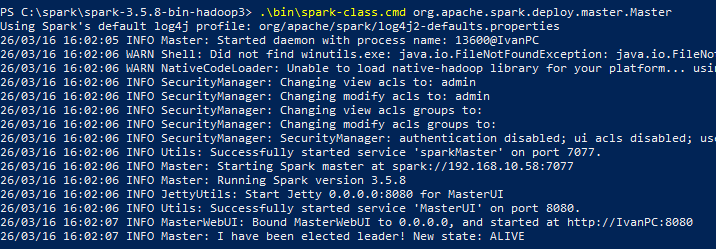 PS C:\spark\spark-3.5.8-bin-hadoop3> .\bin\spark-class.cmd org.apache.spark.deploy.master.Master
Using Spark's default log4j profile: org/apache/spark/log4j2-defaults.properties
26/03/16 16:02:05 INFO Master: Started daemon with process name: 13600@IvanPC
26/03/16 16:02:06 WARN Shell: Did not find winutils.exe: java.io.FileNotFoundException: java.io.FileNot
26/03/16 16:02:06 WARN NativeCodeLoader: Unable to load native-hadoop library for your platform... usin
26/03/16 16:02:06 INFO SecurityManager: Changing view acls to: admin
26/03/16 16:02:06 INFO SecurityManager: Changing modify acls to: admin
26/03/16 16:02:06 INFO SecurityManager: Changing view acls groups to:
26/03/16 16:02:06 INFO SecurityManager: Changing modify acls groups to:
26/03/16 16:02:06 INFO SecurityManager: SecurityManager: authentication disabled; ui acls disabled; use
26/03/16 16:02:06 INFO Utils: Successfully started service 'sparkMaster' on port 7077.
26/03/16 16:02:06 INFO Master: Starting Spark master at spark://192.168.10.58:7077
26/03/16 16:02:06 INFO Master: Running Spark version 3.5.8
26/03/16 16:02:06 INFO JettyUtils: Start Jetty 0.0.0.0:8080 for MasterUI
26/03/16 16:02:06 INFO Utils: Successfully started service 'MasterUI' on port 8080.
26/03/16 16:02:07 INFO MasterWebUI: Bound MasterWebUI to 0.0.0.0, and started at http://IvanPC:8080
26/03/16 16:02:07 INFO Master: I have been elected leader! New state: ALIVE